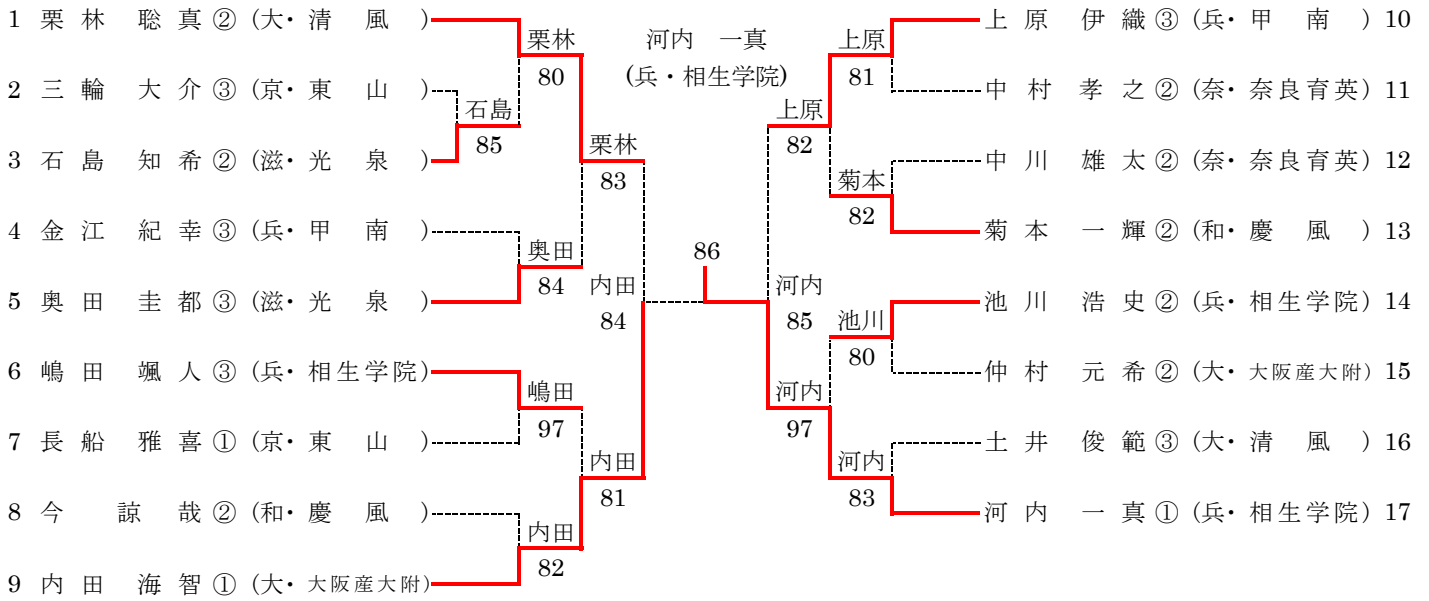 1 栗林 聡真② (大・清風)
2 三輪 大介③ (京・東山)
3 石島 知希② (滋・光泉)
4 金江 紀幸③ (兵・甲南)
5 奥田 圭都③ (滋・光泉)
6 嶋田 颯人③ (兵・相生学院)
7 長船 雅喜① (京・東山)
8 今 諒哉② (和・慶風)
9 内田 海智① (大・大阪産大附)
石島
85
栗林
80
奥田
84
嶋田
97
内田
82
栗林
83
内田
81
内田
84
河内 一真
(兵・相生学院)
86
上原
82
河内
85
上原
81
菊本
82
池川
80
河内
97
河内
83
上原 伊織③ (兵・甲南) 10
中村 孝之② (奈・奈良育英) 11
中川 雄太② (奈・奈良育英) 12
菊本 一輝② (和・慶風) 13
池川 浩史② (兵・相生学院) 14
仲村 元希② (大・大阪産大附) 15
土井 俊範③ (大・清風) 16
河内 一真① (兵・相生学院) 17